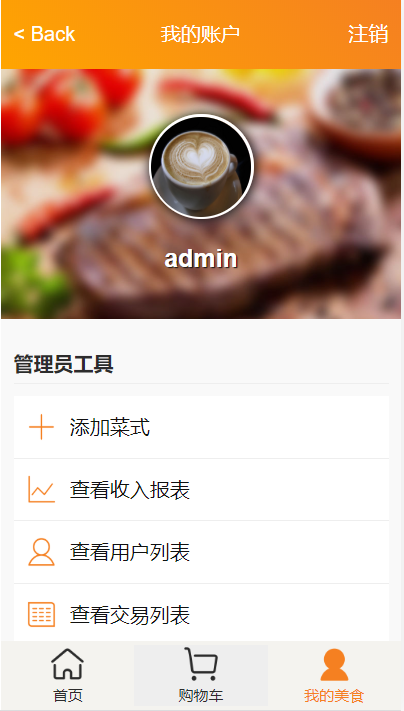 < Back
我的账户
注销
admin
管理员工具
添加菜式
查看收入报表
查看用户列表
查看交易列表
首页
购物车
我的美食